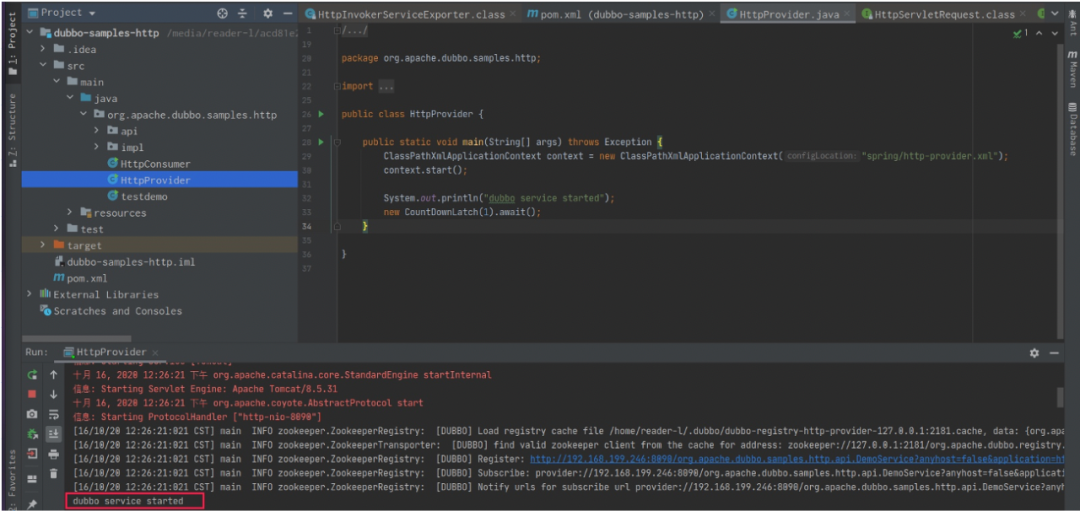 1: Project
Z: Structure
2: Favorites
Project
dubbo-samples-http /media/reader-l/acd81e2
.idea
src
main
java
org.apache.dubbo.samples.http
api
impl
HttpConsumer
HttpProvider
testdemo
resources
test
target
dubbo-samples-http.iml
pom.xml
External Libraries
Scratches and Consoles
HttpInvokerServiceExporter.class
pom.xml (dubbo-samples-http)
HttpProvider.java
HttpServletRequest.class
1 /.../
19
20 package org.apache.dubbo.samples.http;
21
22 import ...
25
26 public class HttpProvider {
27
28 public static void main(String[] args) throws Exception {
29 ClassPathXmlApplicationContext context = new ClassPathXmlApplicationContext( configLocation: "spring/http-provider.xml");
30 context.start();
31
32 System.out.println("dubbo service started");
33 new CountDownLatch(1).await();
34 }
35
36 }
37
1
Ant
Maven
Database
Run: HttpProvider
十月 16, 2020 12:26:21 下午 org.apache.catalina.core.StandardEngine startInternal
信息: Starting Servlet Engine: Apache Tomcat/8.5.31
十月 16, 2020 12:26:21 下午 org.apache.coyote.AbstractProtocol start
信息: Starting ProtocolHandler ["http-nio-8090"]
[16/10/20 12:26:21:021 CST] main INFO zookeeper.ZookeeperRegistry: [DUBBO] Load registry cache file /home/reader-l/.dubbo/dubbo-registry-http-provider-127.0.0.1:2181.cache, data: {org.ap
[16/10/20 12:26:21:021 CST] main INFO zookeeper.ZookeeperTransporter: [DUBBO] find valid zookeeper client from the cache for address: zookeeper://127.0.0.1:2181/org.apache.dubbo.registry.
[16/10/20 12:26:21:021 CST] main INFO zookeeper.ZookeeperRegistry: [DUBBO] Register: http://192.168.199.246:8090/org.apache.dubbo.samples.http.api.DemoService?anyhost=false&application=ht
[16/10/20 12:26:21:021 CST] main INFO zookeeper.ZookeeperRegistry: [DUBBO] Subscribe: provider://192.168.199.246:8090/org.apache.dubbo.samples.http.api.DemoService?anyhost=false&applicati
[16/10/20 12:26:21:021 CST] main INFO zookeeper.ZookeeperRegistry: [DUBBO] Notify urls for subscribe url provider://192.168.199.246:8090/org.apache.dubbo.samples.http.api.DemoService?anyh
dubbo service started